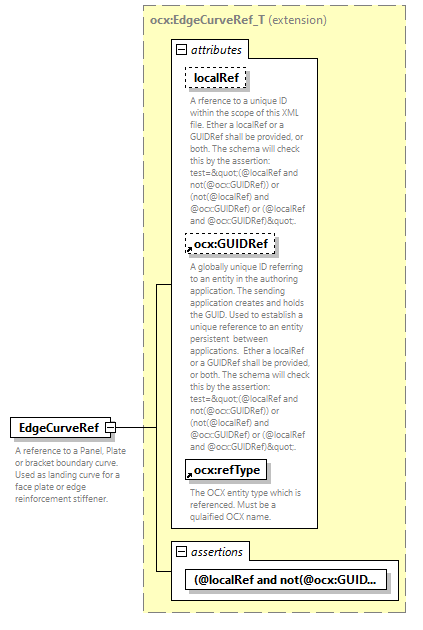 ocx:EdgeCurveRef_T (extension)
attributes
localRef
A rference to a unique ID
within the scope of this XML
file. Ether a localRef or a
GUIDRef shall be provided, or
both. The schema will check
this by the assertion:
test=&quot;(@localRef and
not(@ocx:GUIDRef)) or
(not(@localRef) and
@ocx:GUIDRef) or (@localRef
and @ocx:GUIDRef)&quot;.
ocx:GUIDRef
A globally unique ID referring
to an entity in the authoring
application. The sending
application creates and holds
the GUID. Used to establish a
unique reference to an entity
persistent between
applications. Ether a localRef
or a GUIDRef shall be provided,
or both. The schema will check
this by the assertion:
test=&quot;(@localRef and
not(@ocx:GUIDRef)) or
(not(@localRef) and
@ocx:GUIDRef) or (@localRef
and @ocx:GUIDRef)&quot;.
EdgeCurveRef
A reference to a Panel, Plate
or bracket boundary curve.
Used as landing curve for a
face plate or edge
reinforcement stiffener.
ocx:refType
The OCX entity type which is
referenced. Must be a
qulaified OCX name.
assertions
(@localRef and not(@ocx:GUID...